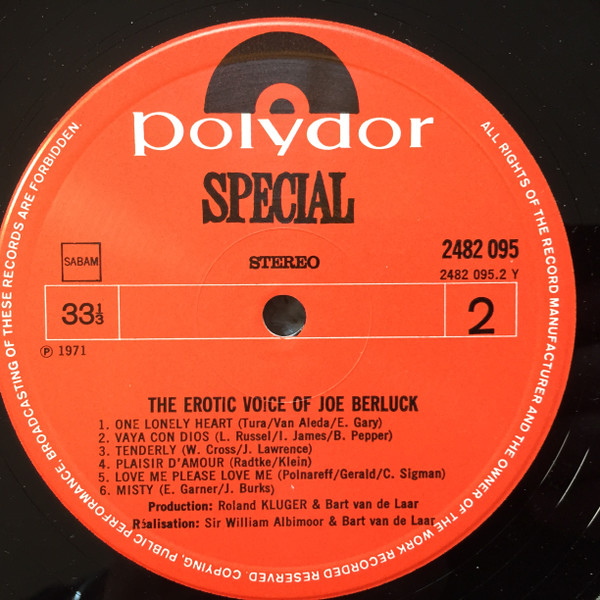 polydor
SPECIAL
SABAM
STEREO
2482 095
2482 095.2 Y
33 1/3
2
Ⓟ 1971
THE EROTIC VOICE OF JOE BERLUCK
1. ONE LONELY HEART (Tura/Van Aleda/E. Gary)
2. VAYA CON DIOS (L. Russel/I. James/B. Pepper)
3. TENDERLY (W. Cross/J. Lawrence)
4. PLAISIR D'AMOUR (Radtke/Klein)
5. LOVE ME PLEASE LOVE ME (Polnareff/Gerald/C. Sigman)
6. MISTY (E. Garner/J. Burks)
Production: Roland KLUGER & Bart van de Laar
Réalisation: Sir William Albimoor & Bart van de Laar
ALL RIGHTS OF THE RECORD MANUFACTURER AND THE OWNER OF THE WORK RECORDED RESERVED. COPYING, PUBLIC PERFORMANCE, BROADCASTING OF THESE RECORDS ARE FORBIDDEN.